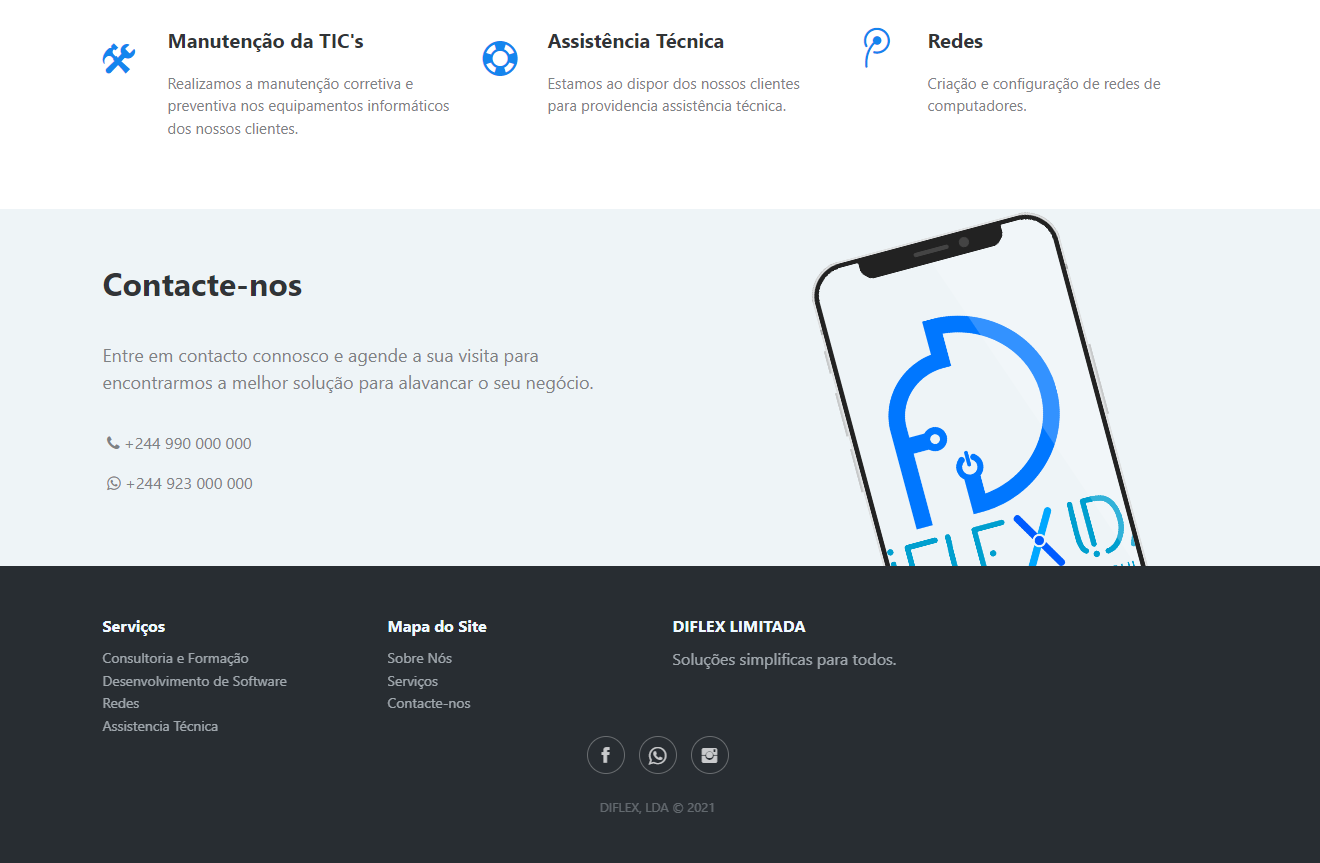 Manutenção da TIC's
Realizamos a manutenção corretiva e
preventiva nos equipamentos informáticos
dos nossos clientes.
Assistência Técnica
Estamos ao dispor dos nossos clientes
para providencia assistência técnica.
Redes
Criação e configuração de redes de
computadores.
Contacte-nos
Entre em contacto connosco e agende a sua visita para
encontrarmos a melhor solução para alavancar o seu negócio.
+244 990 000 000
+244 923 000 000
Serviços
Consultoria e Formação
Desenvolvimento de Software
Redes
Assistencia Técnica
Mapa do Site
Sobre Nós
Serviços
Contacte-nos
DIFLEX LIMITADA
Soluções simplificas para todos.
DIFLEX, LDA © 2021